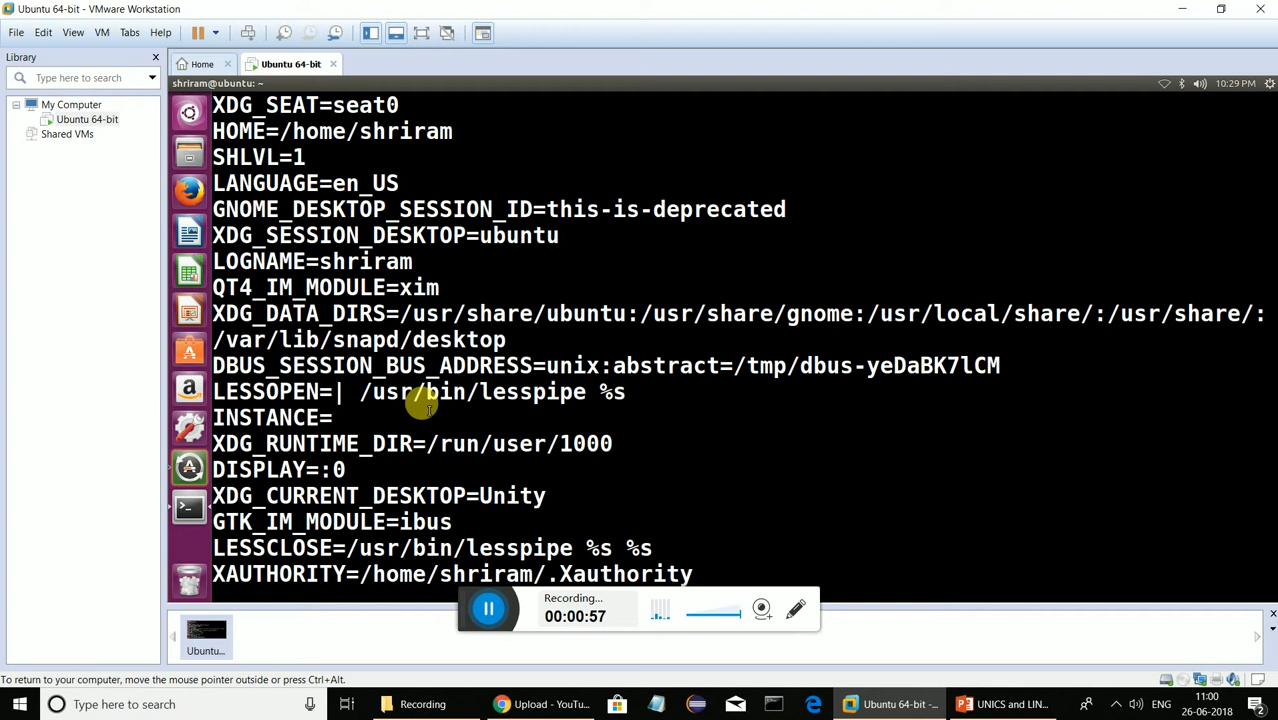 Ubuntu 64-bit - VMware Workstation
File Edit View VM Tabs Help
Library
Type here to search
My Computer
Ubuntu 64-bit
Shared VMs
Home
Ubuntu 64-bit
shriram@ubuntu: ~
10:29 PM
XDG_SEAT=seat0
HOME=/home/shriram
SHLVL=1
LANGUAGE=en_US
GNOME_DESKTOP_SESSION_ID=this-is-deprecated
XDG_SESSION_DESKTOP=ubuntu
LOGNAME=shriram
QT4_IM_MODULE=xim
XDG_DATA_DIRS=/usr/share/ubuntu:/usr/share/gnome:/usr/local/share/:/usr/share/:
/var/lib/snapd/desktop
DBUS_SESSION_BUS_ADDRESS=unix:abstract=/tmp/dbus-yeDaBK7lCM
LESSOPEN=| /usr/bin/lesspipe %s
INSTANCE=
XDG_RUNTIME_DIR=/run/user/1000
DISPLAY=:0
XDG_CURRENT_DESKTOP=Unity
GTK_IM_MODULE=ibus
LESSCLOSE=/usr/bin/lesspipe %s %s
XAUTHORITY=/home/shriram/.Xauthority
Recording...
00:00:57
Ubuntu...
To return to your computer, move the mouse pointer outside or press Ctrl+Alt.
Type here to search
Recording
Upload - YouTu...
Ubuntu 64-bit -...
UNICS and LIN...
ENG
11:00
26-06-2018
2